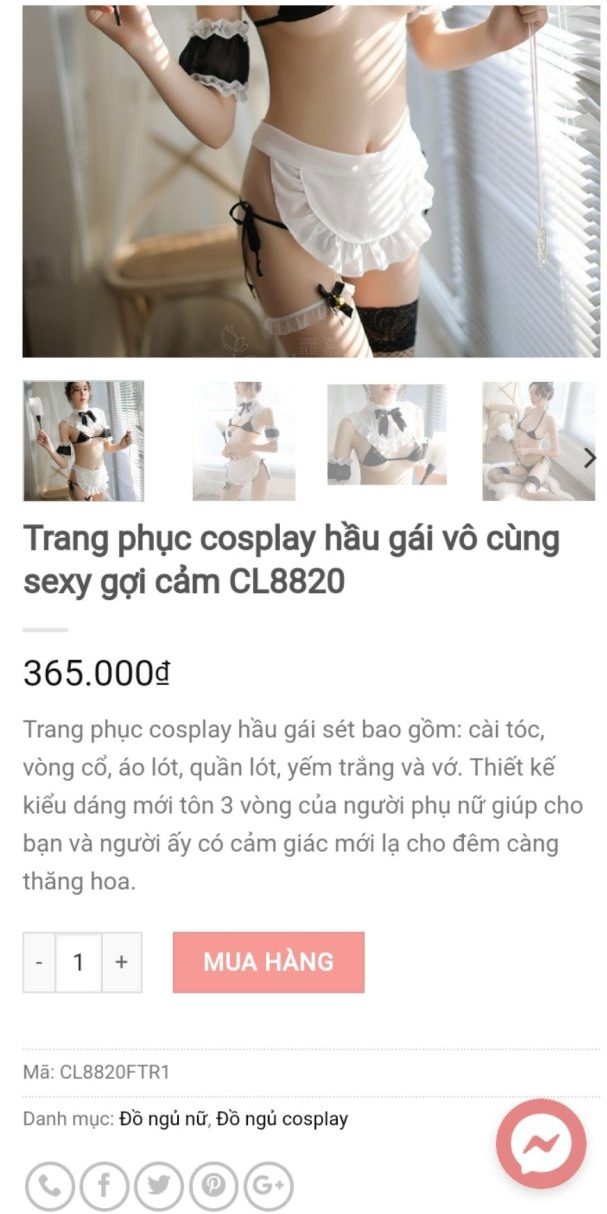 Trang phục cosplay hầu gái vô cùng
sexy gợi cảm CL8820
365.000₫
Trang phục cosplay hầu gái sét bao gồm: cài tóc,
vòng cổ, áo lót, quần lót, yếm trắng và vớ. Thiết kế
kiểu dáng mới tôn 3 vòng của người phụ nữ giúp cho
bạn và người ấy có cảm giác mới lạ cho đêm càng
thăng hoa.
- 1 + MUA HÀNG
Mã: CL8820FTR1
Danh mục: Đồ ngủ nữ, Đồ ngủ cosplay
G+